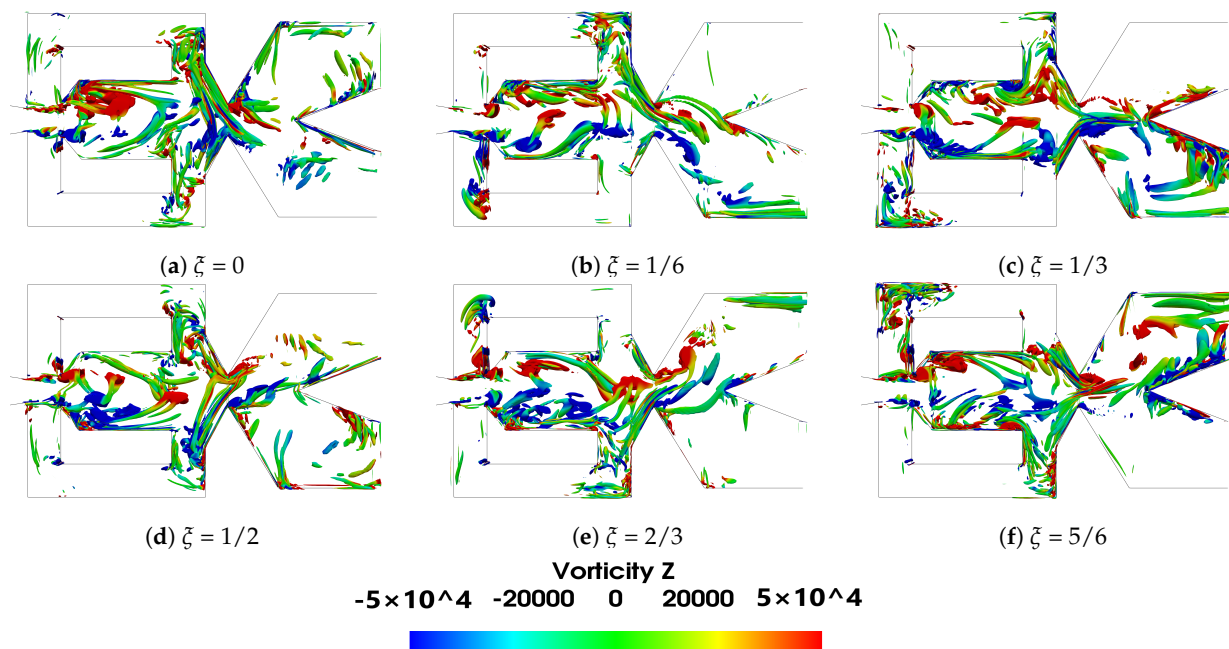 (a) ξ = 0
(b) ξ = 1/6
(c) ξ = 1/3
(d) ξ = 1/2
(e) ξ = 2/3
(f) ξ = 5/6
Vorticity Z
-5×10^4 -20000 0 20000 5×10^4